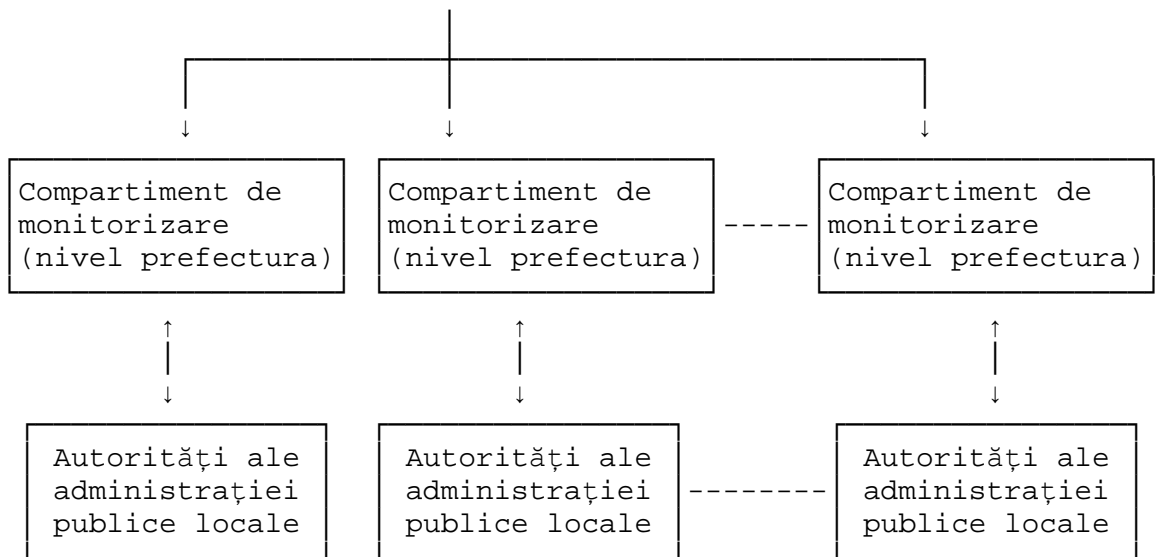 Compartiment de
monitorizare
(nivel prefectura)
Compartiment de
monitorizare
(nivel prefectura)
Compartiment de
monitorizare
(nivel prefectura)
Autorități ale
administrației
publice locale
Autorități ale
administrației
publice locale
Autorități ale
administrației
publice locale